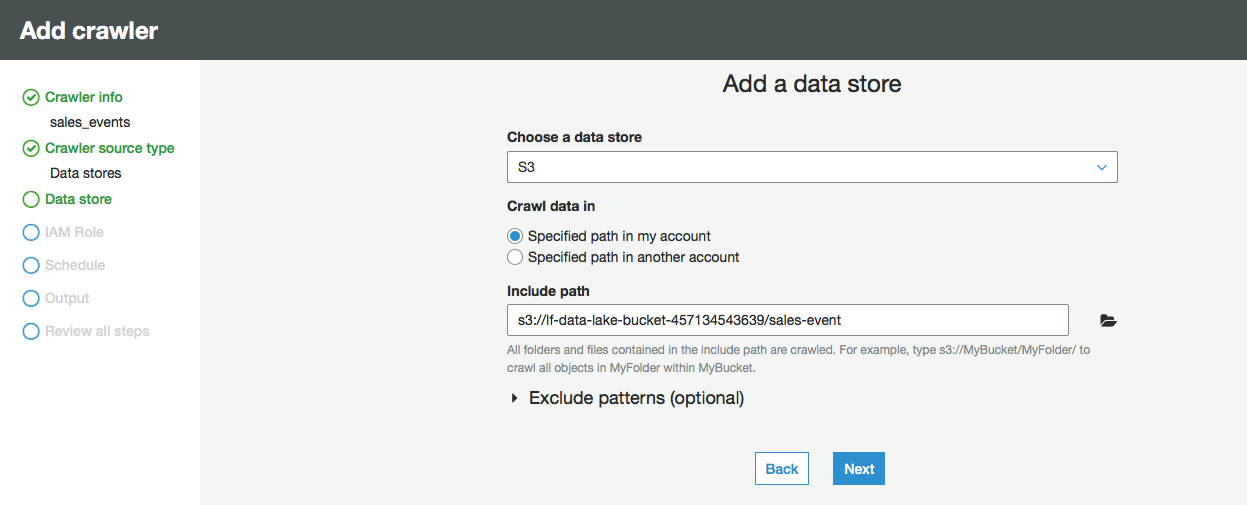 Add crawler
Crawler info
sales_events
Crawler source type
Data stores
Data store
IAM Role
Schedule
Output
Review all steps
Add a data store
Choose a data store
S3
Crawl data in
Specified path in my account
Specified path in another account
Include path
s3://lf-data-lake-bucket-457134543639/sales-event
All folders and files contained in the include path are crawled. For example, type s3://MyBucket/MyFolder/ to
crawl all objects in MyFolder within MyBucket.
Exclude patterns (optional)
Back Next